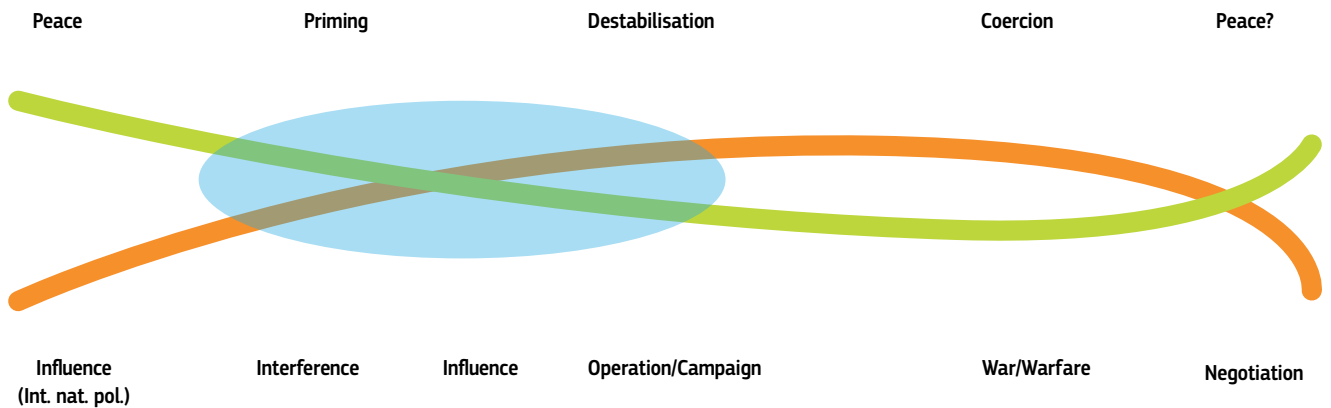 Peace Priming Destabilisation Coercion Peace?
Influence Interference Influence Operation/Campaign War/Warfare Negotiation
(Int. nat. pol.)